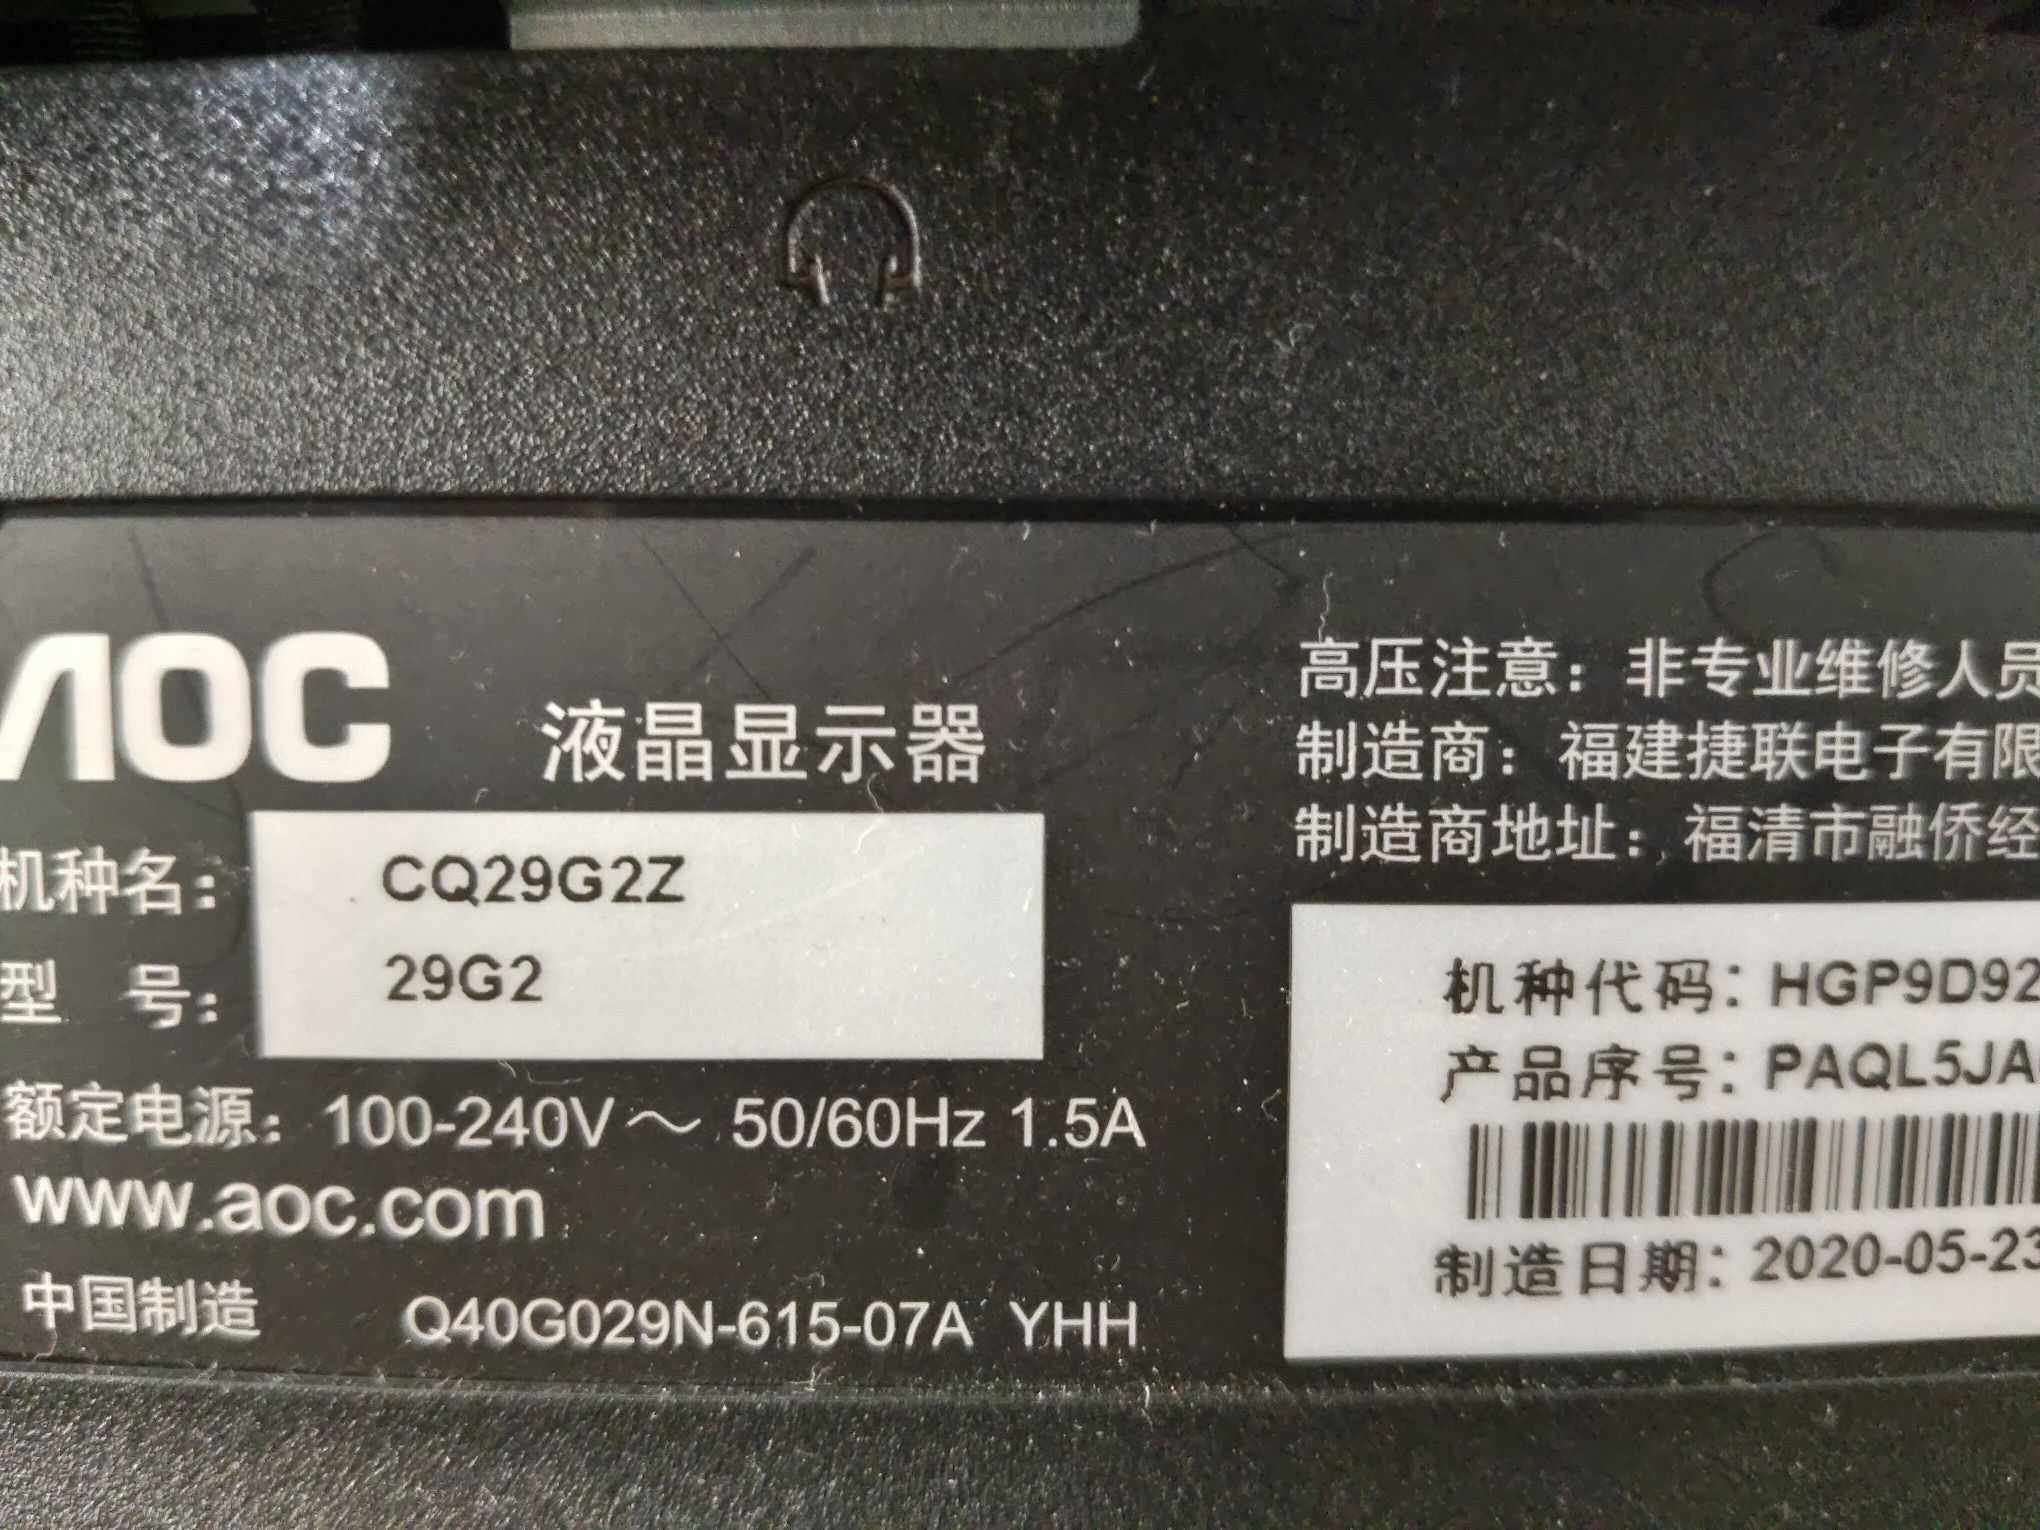 AOC
液晶显示器
机种名: CQ29G2Z
型 号: 29G2
额定电源: 100-240V～ 50/60Hz 1.5A
www.aoc.com
中国制造 Q40G029N-615-07A YHH
高压注意: 非专业维修人员
制造商: 福建捷联电子有限
制造商地址: 福清市融侨经
机种代码: HGP9D92
产品序号: PAQL5JA
制造日期: 2020-05-23